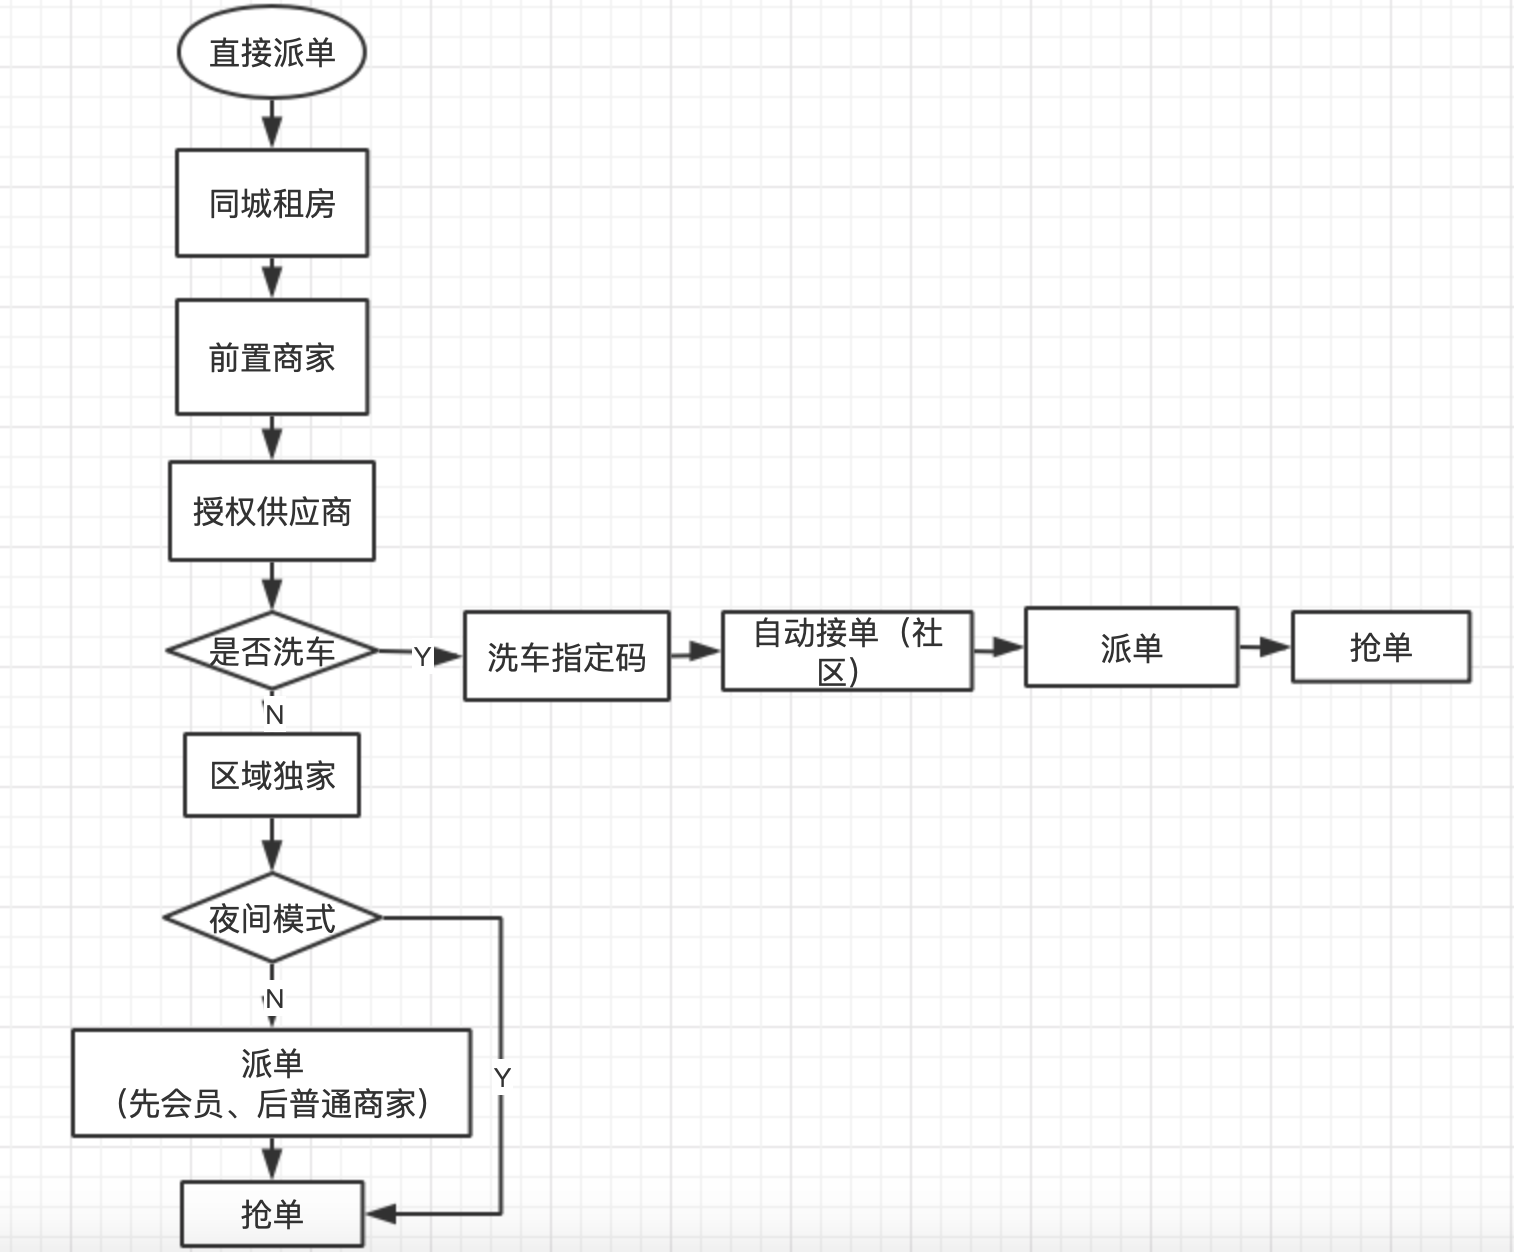 直接派单
同城租房
前置商家
授权供应商
是否洗车
Y
洗车指定码
自动接单（社
区）
派单
抢单
N
区域独家
夜间模式
N
Y
派单
（先会员、后普通商家）
抢单